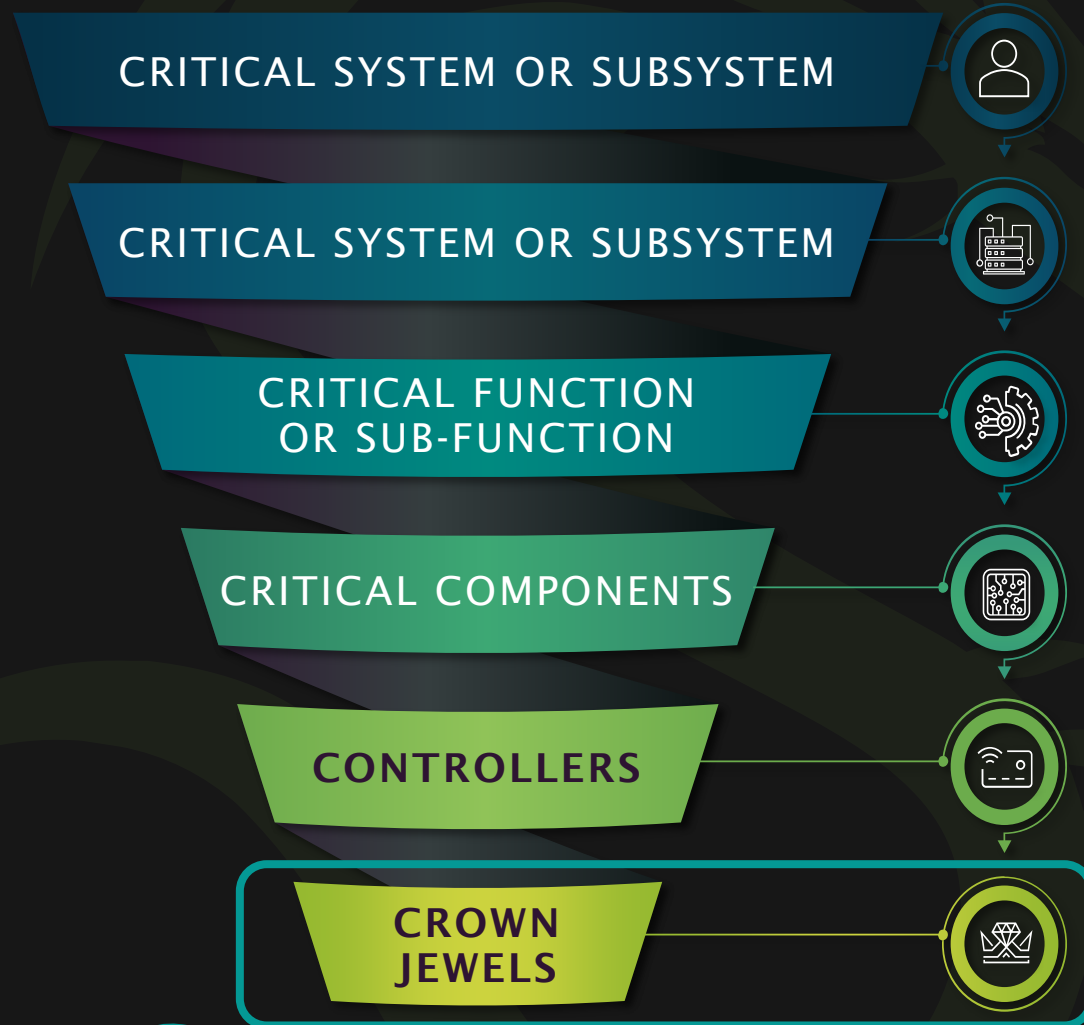 CRITICAL SYSTEM OR SUBSYSTEM
CRITICAL SYSTEM OR SUBSYSTEM
CRITICAL FUNCTION
OR SUB-FUNCTION
CRITICAL COMPONENTS
CONTROLLERS
CROWN
JEWELS